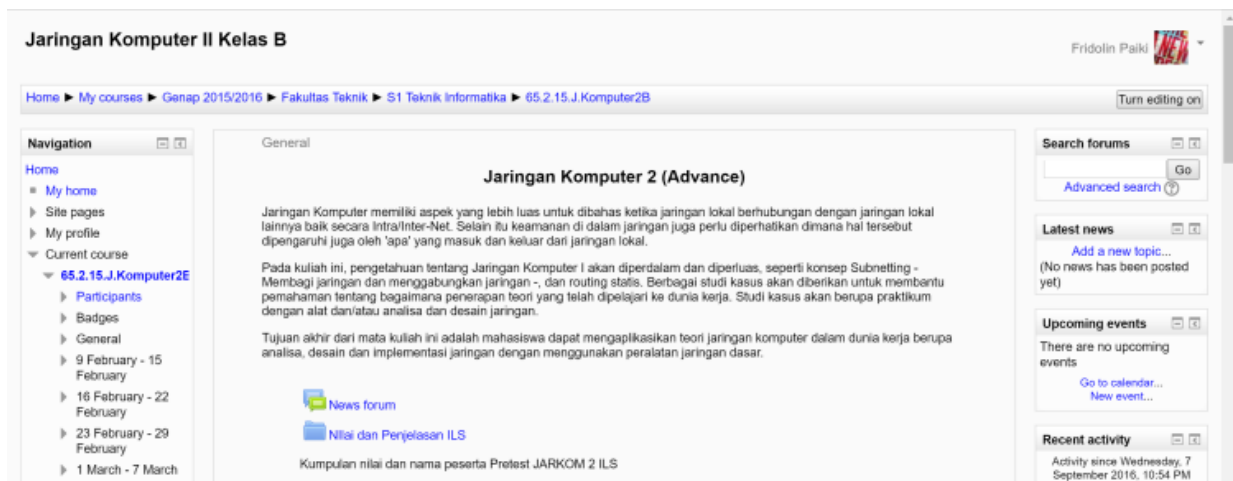 Jaringan Komputer II Kelas B
Fridolin Paiki
Home ► My courses ► Genap 2015/2016 ► Fakultas Teknik ► S1 Teknik Informatika ► 65.2.15.J.Komputer2B
Turn editing on
Navigation
Home
My home
Site pages
My profile
Current course
65.2.15.J.Komputer2E
Participants
Badges
General
9 February - 15
February
16 February - 22
February
23 February - 29
February
1 March - 7 March
General
Jaringan Komputer 2 (Advance)
Jaringan Komputer memiliki aspek yang lebih luas untuk dibahas ketika jaringan lokal berhubungan dengan jaringan lokal
lainnya baik secara Intra/Inter-Net. Selain itu keamanan di dalam jaringan juga perlu diperhatikan dimana hal tersebut
dipengaruhi juga oleh 'apa' yang masuk dan keluar dari jaringan lokal.
Pada kuliah ini, pengetahuan tentang Jaringan Komputer I akan diperdalam dan diperluas, seperti konsep Subnetting -
Membagi jaringan dan menggabungkan jaringan -, dan routing statis. Berbagai studi kasus akan diberikan untuk membantu
pemahaman tentang bagaimana penerapan teori yang telah dipelajari ke dunia kerja. Studi kasus akan berupa praktikum
dengan alat dan/atau analisa dan desain jaringan.
Tujuan akhir dari mata kuliah ini adalah mahasiswa dapat mengaplikasikan teori jaringan komputer dalam dunia kerja berupa
analisa, desain dan implementasi jaringan dengan menggunakan peralatan jaringan dasar.
News forum
NIlai dan Penjelasan ILS
Kumpulan nilai dan nama peserta Pretest JARKOM 2 ILS
Search forums
Go
Advanced search
Latest news
Add a new topic...
(No news has been posted
yet)
Upcoming events
There are no upcoming
events
Go to calendar...
New event...
Recent activity
Activity since Wednesday, 7
September 2016, 10:54 PM